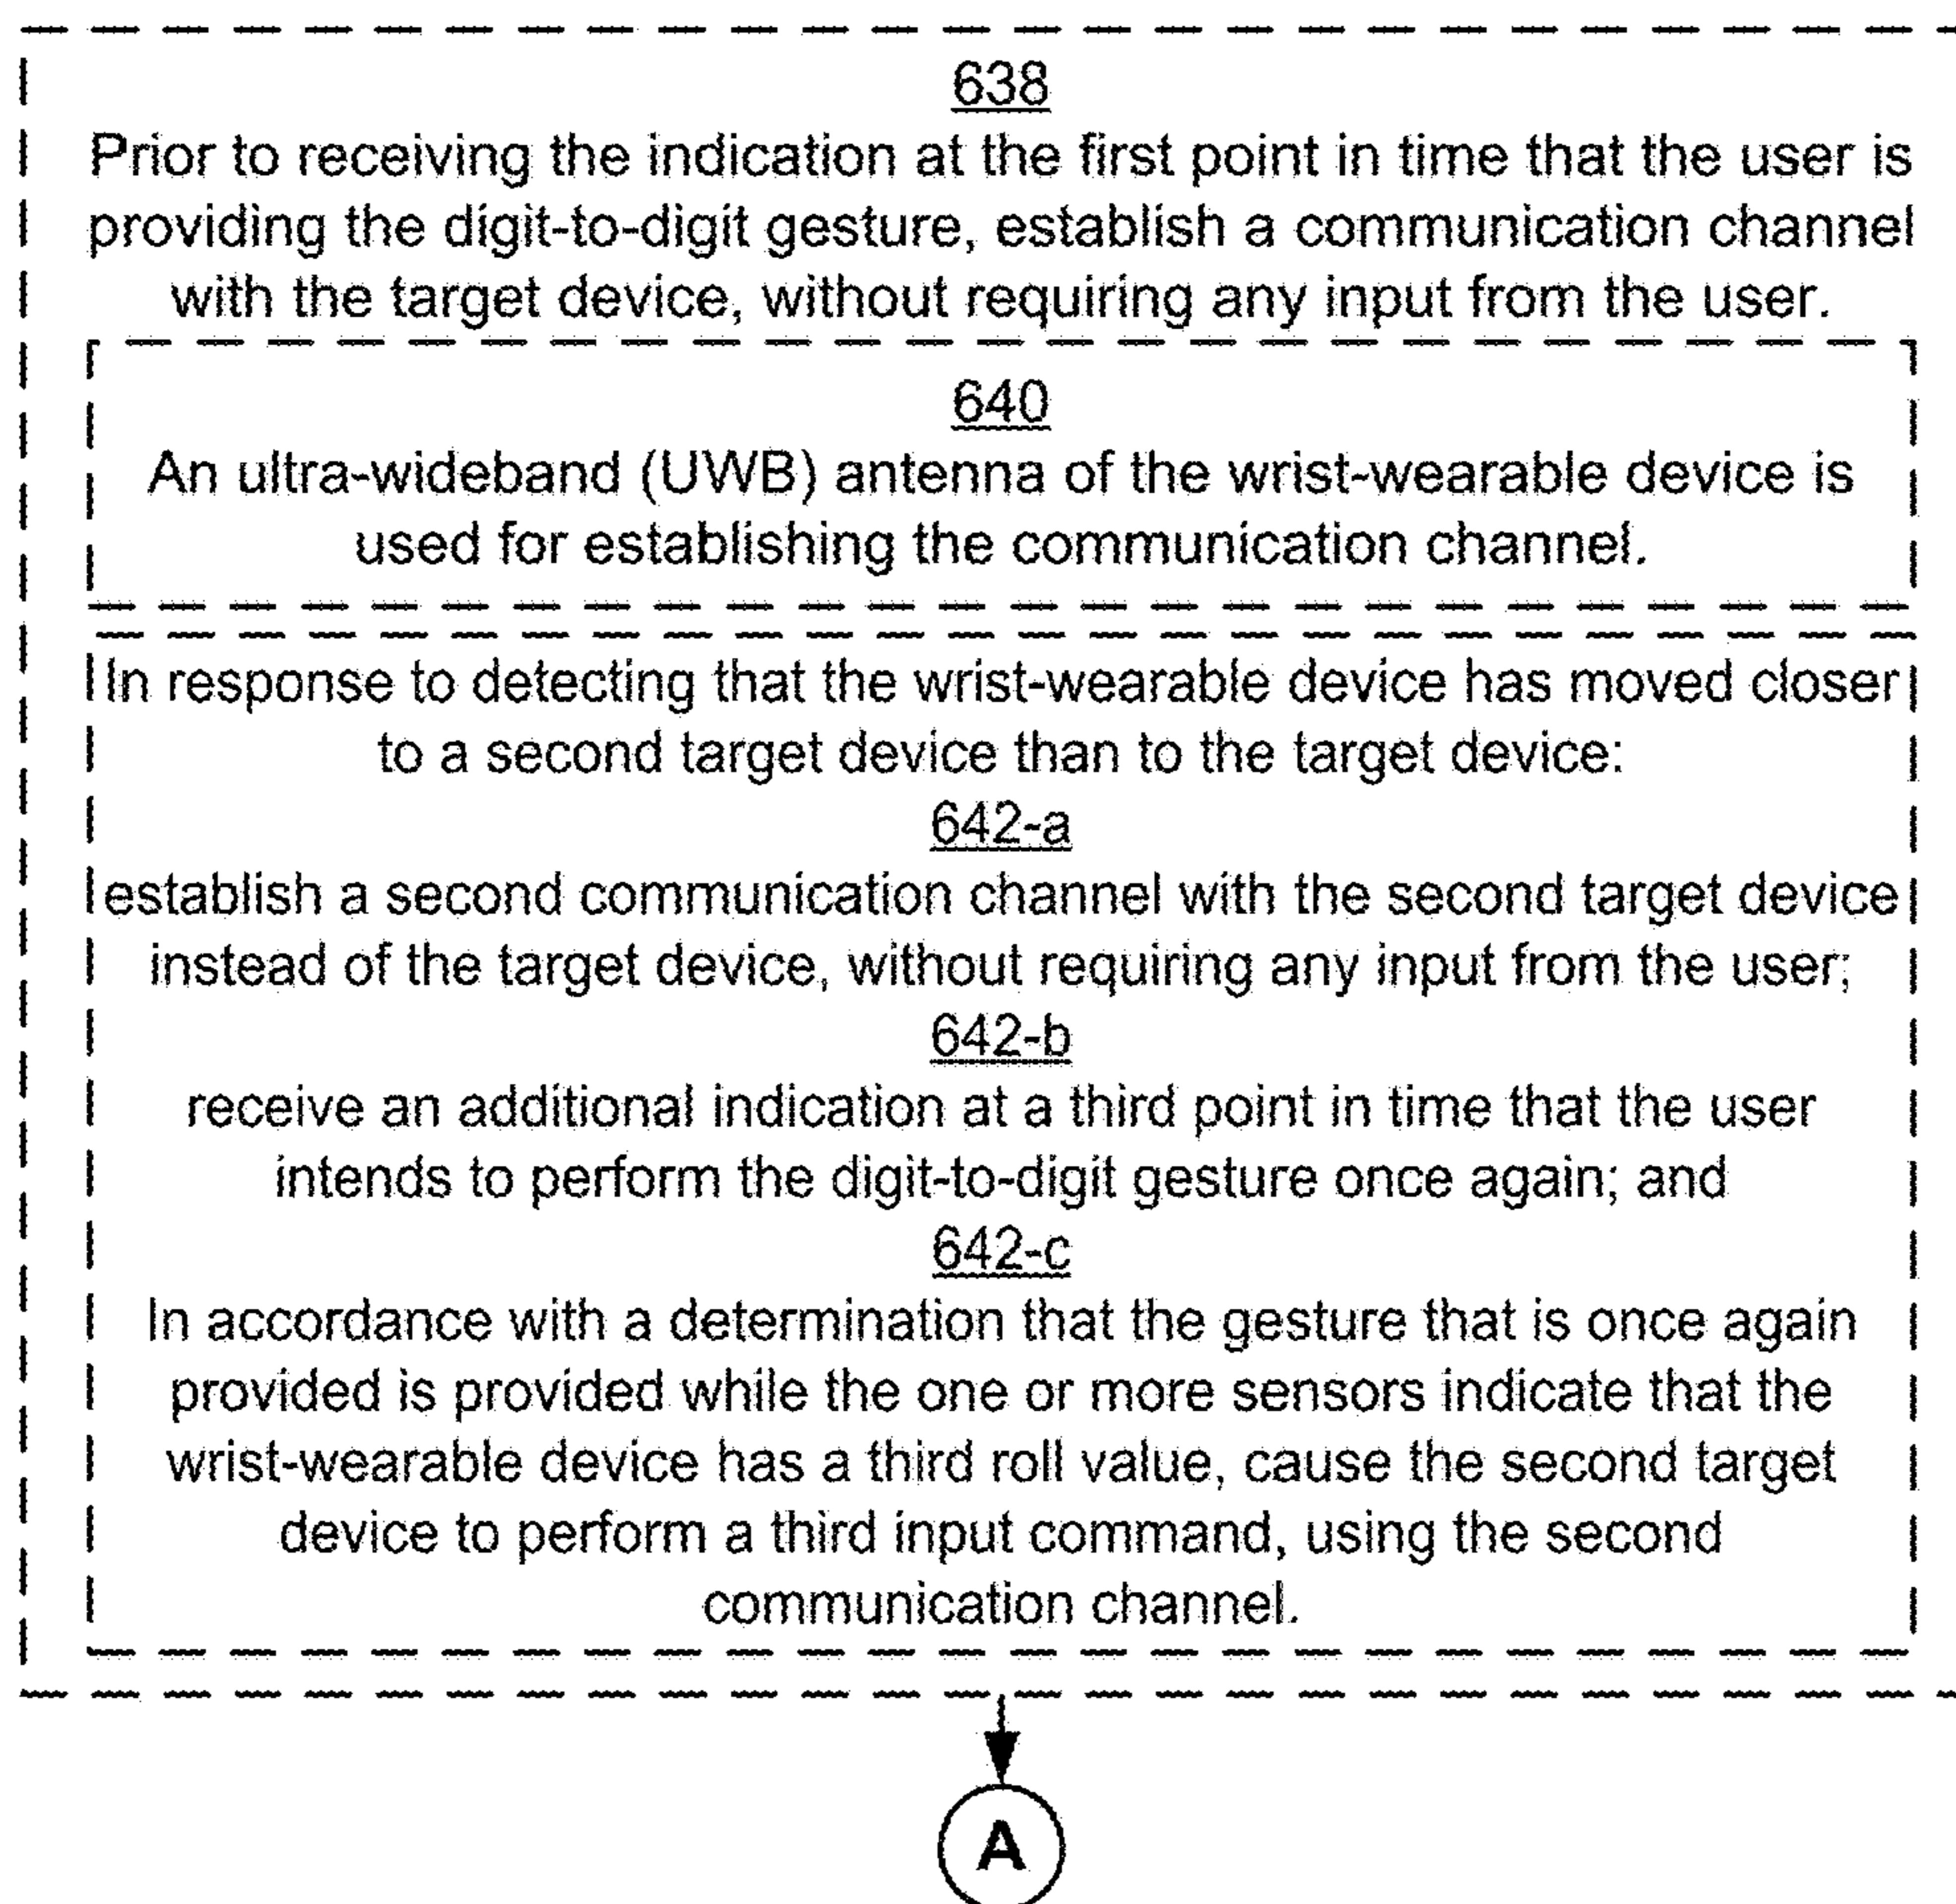 638
Prior to receiving the indication at the first point in time that the user is
providing the digit-to-digit gesture, establish a communication channel
with the target device, without requiring any input from the user.
640
An ultra-wideband (UWB) antenna of the wrist-wearable device is
used for establishing the communication channel.
In response to detecting that the wrist-wearable device has moved closer
to a second target device than to the target device:
642-a
establish a second communication channel with the second target device
instead of the target device, without requiring any input from the user;
642-b
receive an additional indication at a third point in time that the user
intends to perform the digit-to-digit gesture once again; and
642-c
In accordance with a determination that the gesture that is once again
provided is provided while the one or more sensors indicate that the
wrist-wearable device has a third roll value, cause the second target
device to perform a third input command, using the second
communication channel.
A